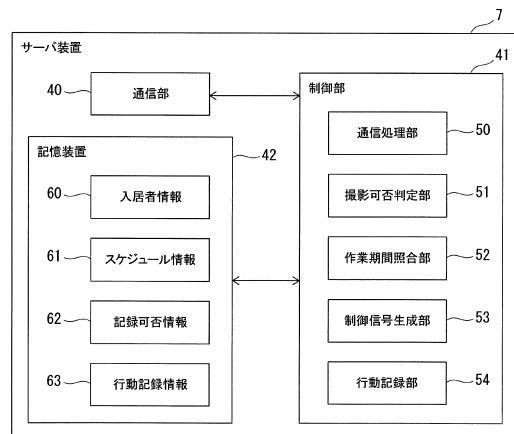 7
サーバ装置
41
40
通信部
制御部
通信処理部
50
記憶装置
42
60
入居者情報
撮影可否判定部
51
61
スケジュール情報
作業期間照合部
52
62
記録可否情報
制御信号生成部
53
63
行動記録情報
行動記録部
54